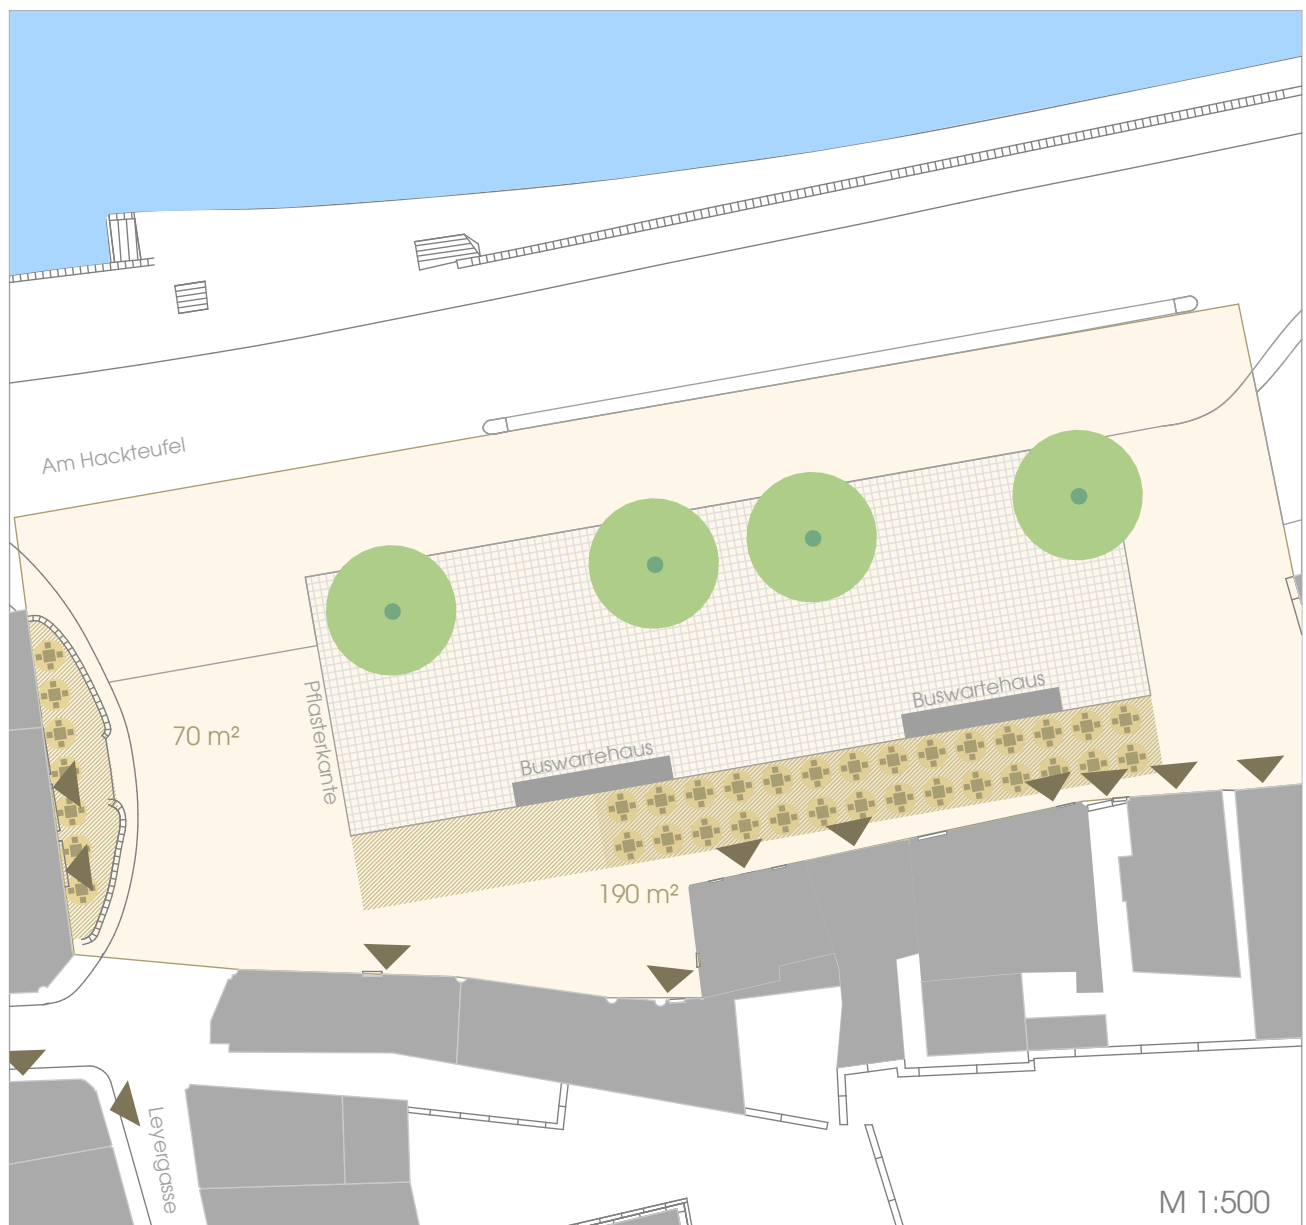 Am Hackteufel
Buswartehaus
Pflasterkante
70 m²
Buswartehaus
190 m²
Leyergasse
M 1:500